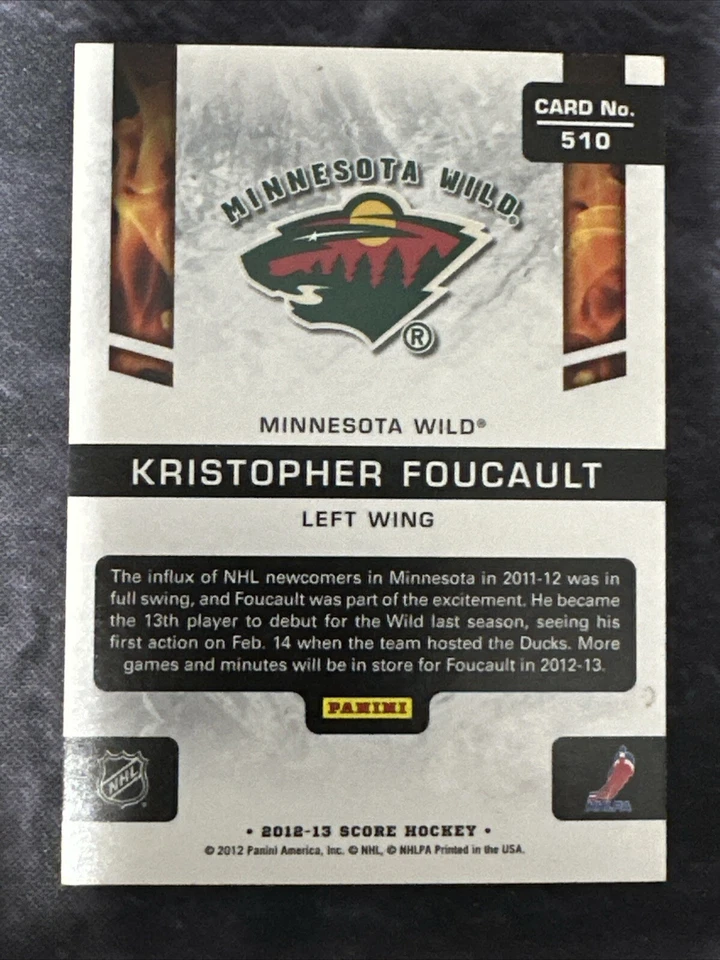 CARD No.
510
MINNESOTA WILD®
®
MINNESOTA WILD®
KRISTOPHER FOUCAULT
LEFT WING
The influx of NHL newcomers in Minnesota in 2011-12 was in
full swing, and Foucault was part of the excitement. He became
the 13th player to debut for the Wild last season, seeing his
first action on Feb. 14 when the team hosted the Ducks. More
games and minutes will be in store for Foucault in 2012-13.
PANINI
NHL
NHLPA
• 2012-13 SCORE HOCKEY •
© 2012 Panini America, Inc. © NHL, © NHLPA Printed in the USA.